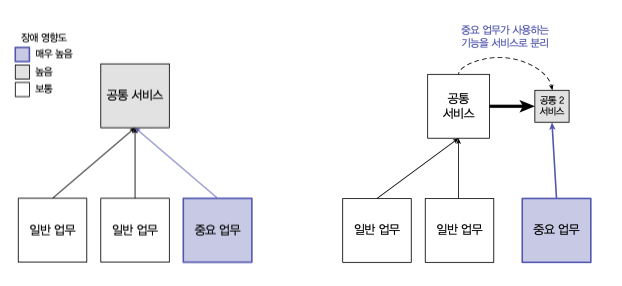 장애 영향도
매우 높음
높음
보통
공통 서비스
일반 업무
일반 업무
중요 업무
중요 업무가 사용하는
기능을 서비스로 분리
공통
서비스
공통 2
서비스
일반 업무
일반 업무
중요 업무